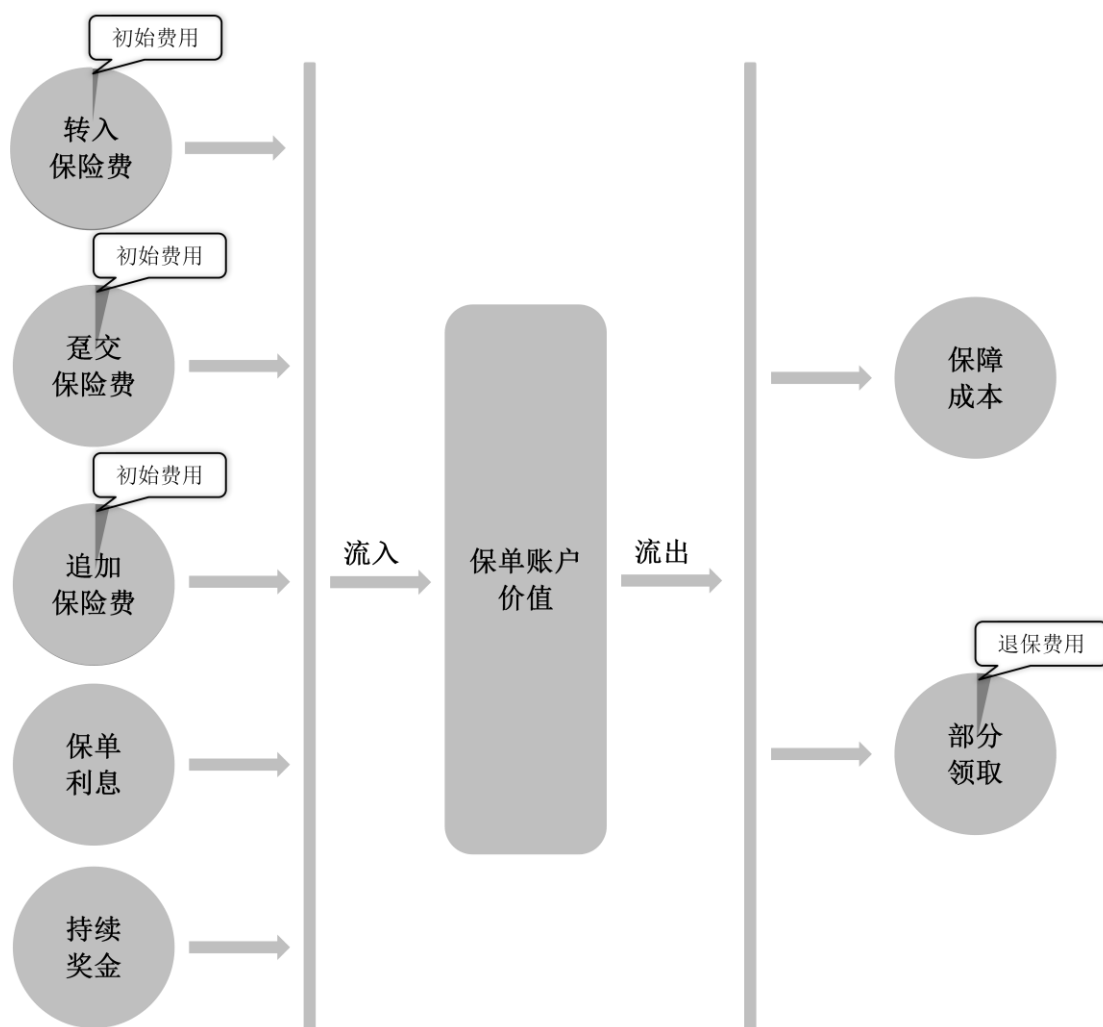 初始费用
转入
保险费
初始费用
趸交
保险费
初始费用
追加
保险费
保单
利息
持续
奖金
流入
保单账户
价值
流出
保障
成本
退保费用
部分
领取